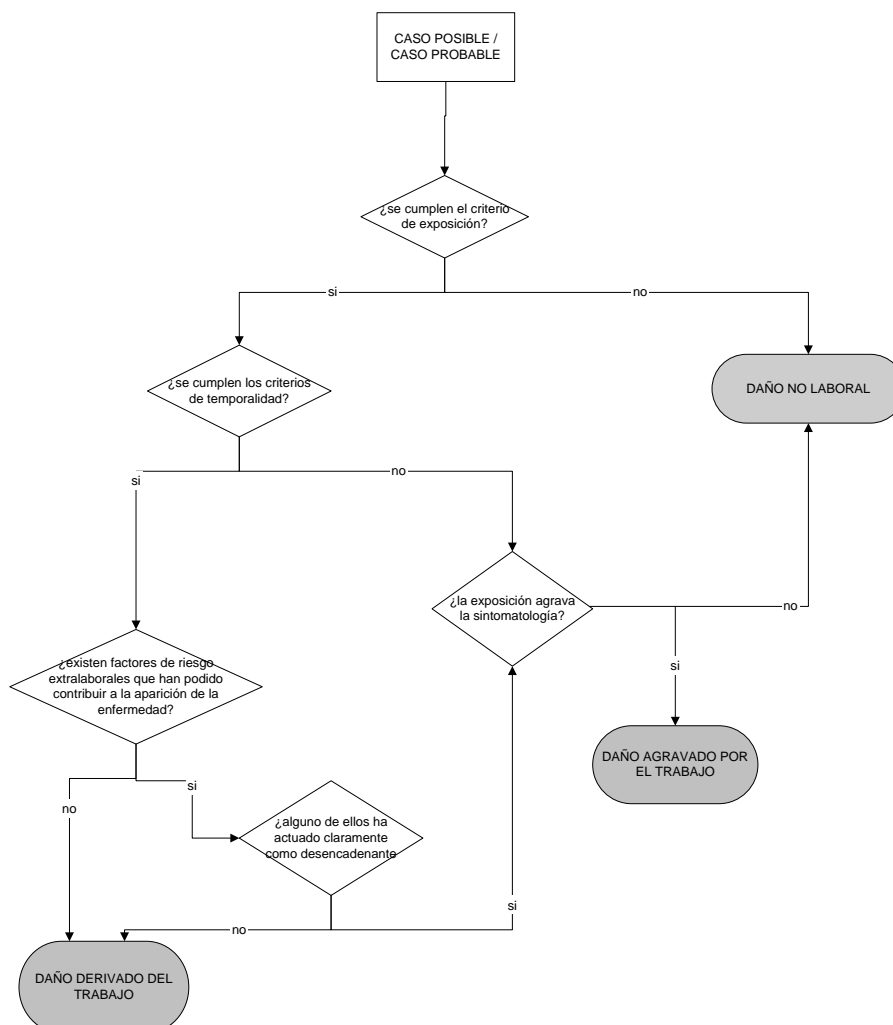 CASO POSIBLE /
CASO PROBABLE
¿se cumplen el criterio
de exposición?
si
no
¿se cumplen los criterios
de temporalidad?
DAÑO NO LABORAL
si
no
¿la exposición agrava
la sintomatología?
no
si
¿existen factores de riesgo
extralaborales que han podido
contribuir a la aparición de la
enfermedad?
DAÑO AGRAVADO POR
EL TRABAJO
no
si
¿alguno de ellos ha
actuado claramente
como desencadenante
no
si
DAÑO DERIVADO DEL
TRABAJO